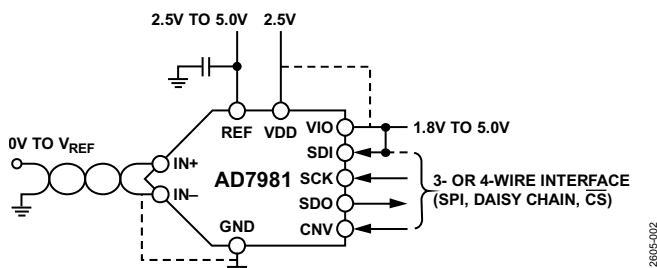 2.5V TO 5.0V
2.5V
REF
VDD
VIO
1.8V TO 5.0V
0V TO VREF
SDI
IN+
AD7981
SCK
3- OR 4-WIRE INTERFACE
(SPI, DAISY CHAIN, CS)
IN–
SDO
GND
CNV
2605-002